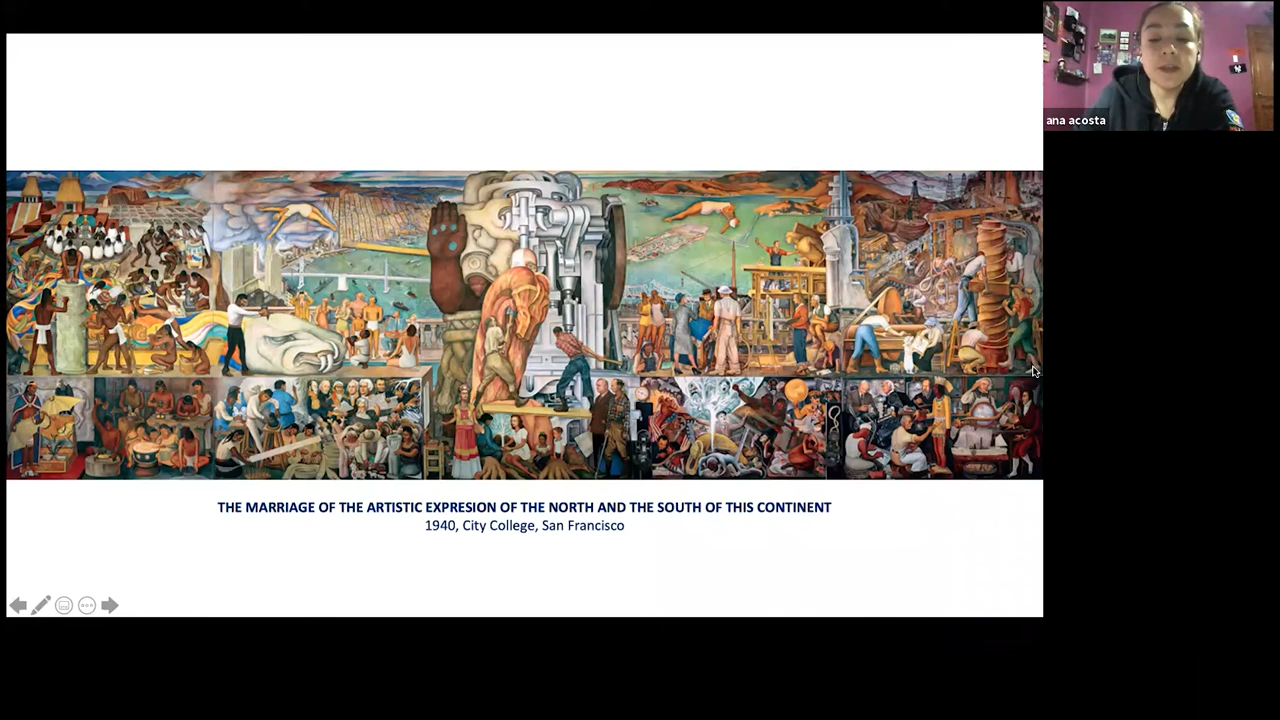 ana acosta
THE MARRIAGE OF THE ARTISTIC EXPRESION OF THE NORTH AND THE SOUTH OF THIS CONTINENT
1940, City College, San Francisco